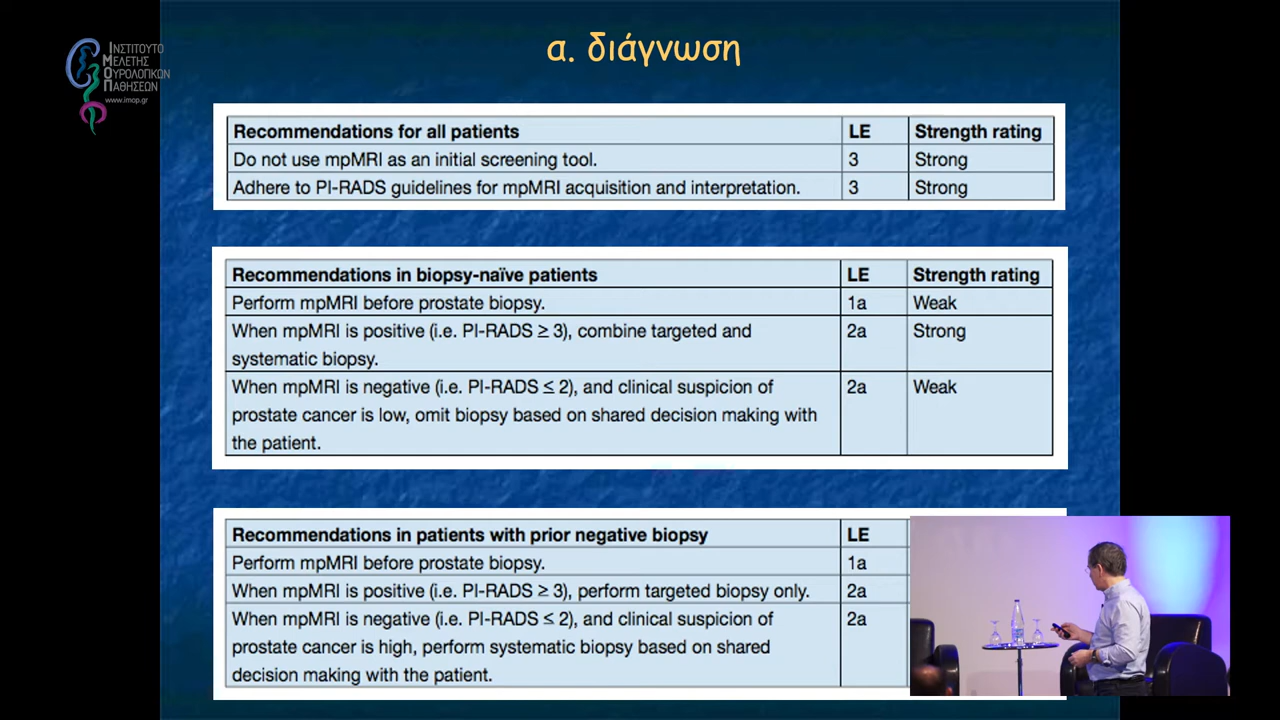 α. διάγνωση
ΙΝΣΤΙΤΟΥΤΟ
ΜΕΛΕΤΗΣ
ΟΥΡΟΛΟΓΙΚΩΝ
ΠΑΘΗΣΕΩΝ
www.imop.gr
Recommendations for all patients LE Strength rating
Do not use mpMRI as an initial screening tool. 3 Strong
Adhere to PI-RADS guidelines for mpMRI acquisition and interpretation. 3 Strong
Recommendations in biopsy-naïve patients LE Strength rating
Perform mpMRI before prostate biopsy. 1a Weak
When mpMRI is positive (i.e. PI-RADS ≥ 3), combine targeted and 2a Strong
systematic biopsy.
When mpMRI is negative (i.e. PI-RADS ≤ 2), and clinical suspicion of 2a Weak
prostate cancer is low, omit biopsy based on shared decision making with
the patient.
Recommendations in patients with prior negative biopsy LE
Perform mpMRI before prostate biopsy. 1a
When mpMRI is positive (i.e. PI-RADS ≥ 3), perform targeted biopsy only. 2a
When mpMRI is negative (i.e. PI-RADS ≤ 2), and clinical suspicion of 2a
prostate cancer is high, perform systematic biopsy based on shared
decision making with the patient.